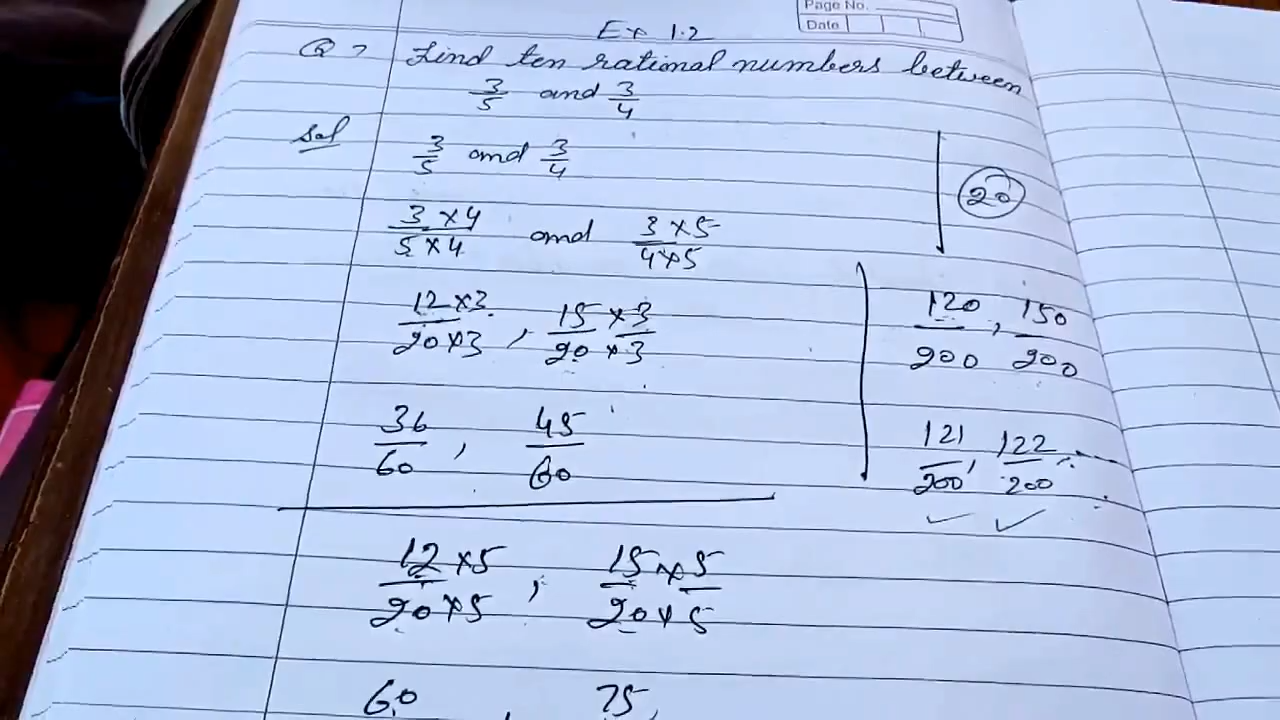 Page No.
Date
Ex 1.2
Q 7 Find ten rational numbers between
3/5 and 3/4
Sol 3/5 and 3/4
20
3×4/5×4 and 3×5/4×5
12×3/20×3 , 15×3/20×3
120/200 , 150/200
36/60 , 45/60
121/200 , 122/200 , ----
12×5/20×5 , 15×5/20×5
60 , 75